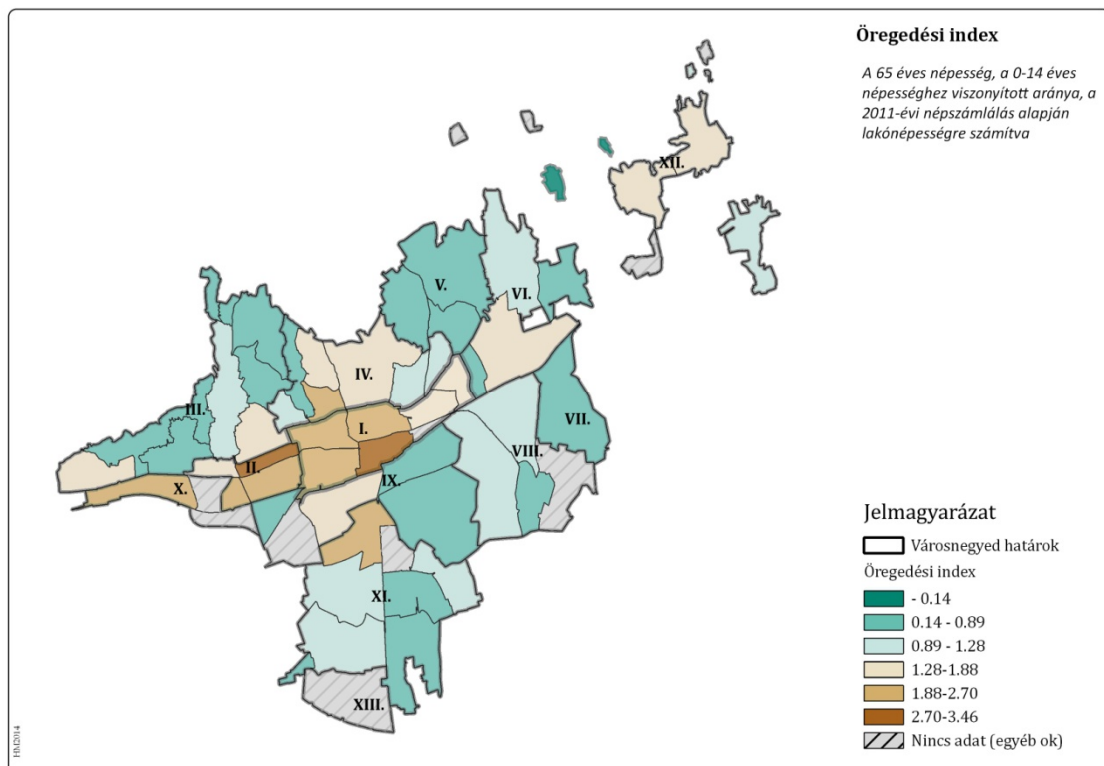 Öregedési index
A 65 éves népesség, a 0-14 éves
népességhez viszonyított aránya, a
2011-évi népszámlálás alapján
lakónépességre számítva
XII.
V.
VI.
IV.
III.
I.
VII.
VIII.
II.
IX.
X.
XI.
XIII.
Jelmagyarázat
Városnegyed határok
Öregedési index
- 0.14
0.14 - 0.89
0.89 - 1.28
1.28-1.88
1.88-2.70
2.70-3.46
Nincs adat (egyéb ok)
HM2014